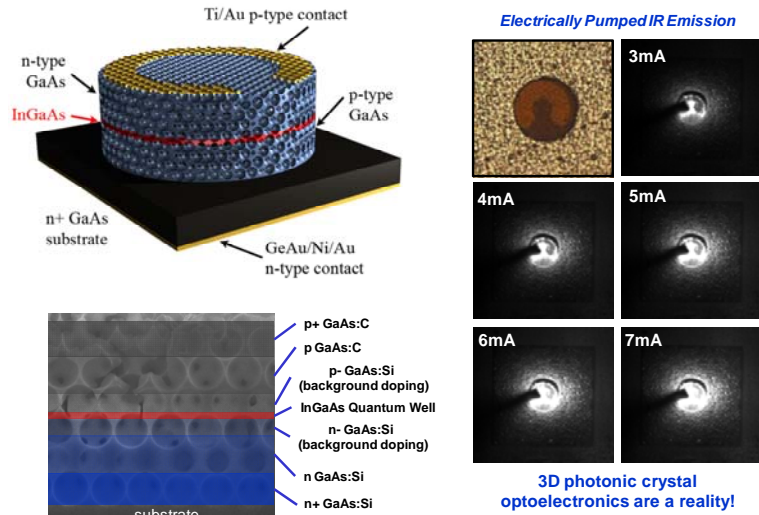 Ti/Au p-type contact
n-type
GaAs
InGaAs
p-type
GaAs
n+ GaAs
substrate
GeAu/Ni/Au
n-type contact
p+ GaAs:C
p GaAs:C
p- GaAs:Si
(background doping)
InGaAs Quantum Well
n- GaAs:Si
(background doping)
n GaAs:Si
n+ GaAs:Si
substrate
Electrically Pumped IR Emission
3mA
4mA
5mA
6mA
7mA
3D photonic crystal
optoelectronics are a reality!